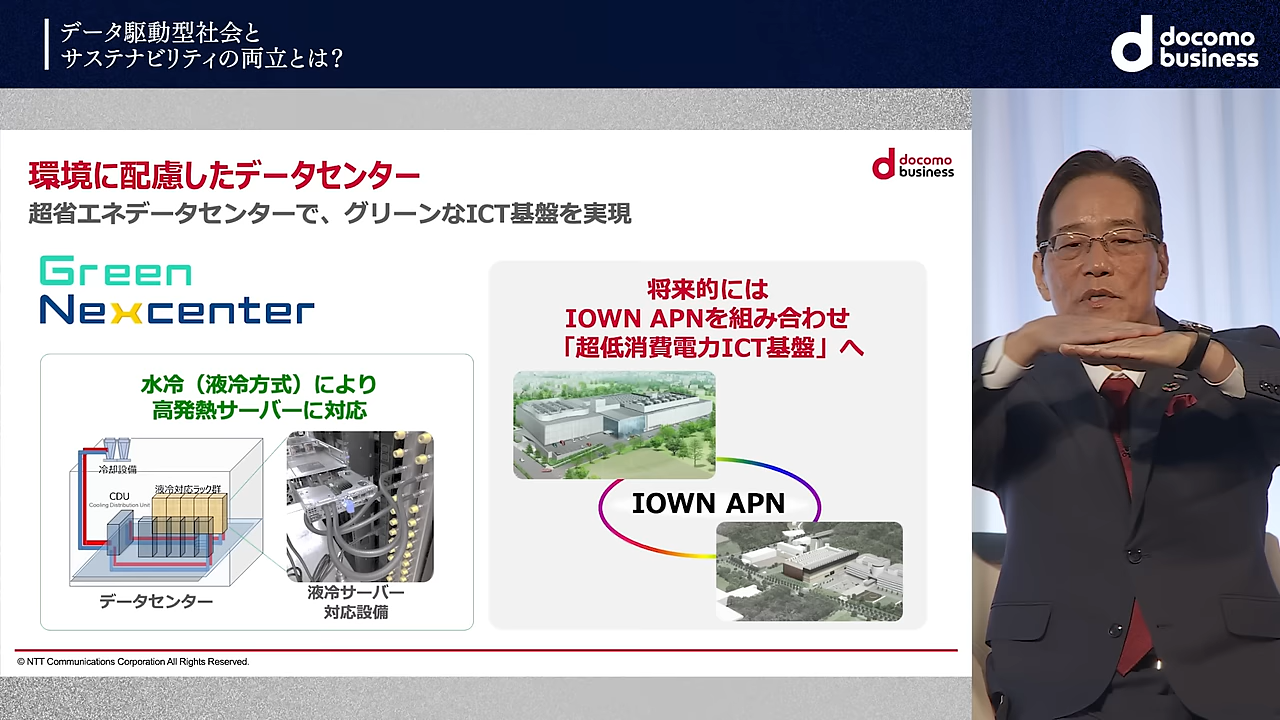 データ駆動型社会と
サステナビリティの両立とは？
docomo
business
環境に配慮したデータセンター
docomo
business
超省エネデータセンターで、グリーンなICT基盤を実現
Green
Nexcenter
水冷（液冷方式）により
高発熱サーバーに対応
冷却設備
CDU
Cooling Distribution Unit
液冷対応ラック群
データセンター
液冷サーバー
対応設備
将来的には
IOWN APNを組み合わせ
「超低消費電力ICT基盤」へ
IOWN APN
© NTT Communications Corporation All Rights Reserved.